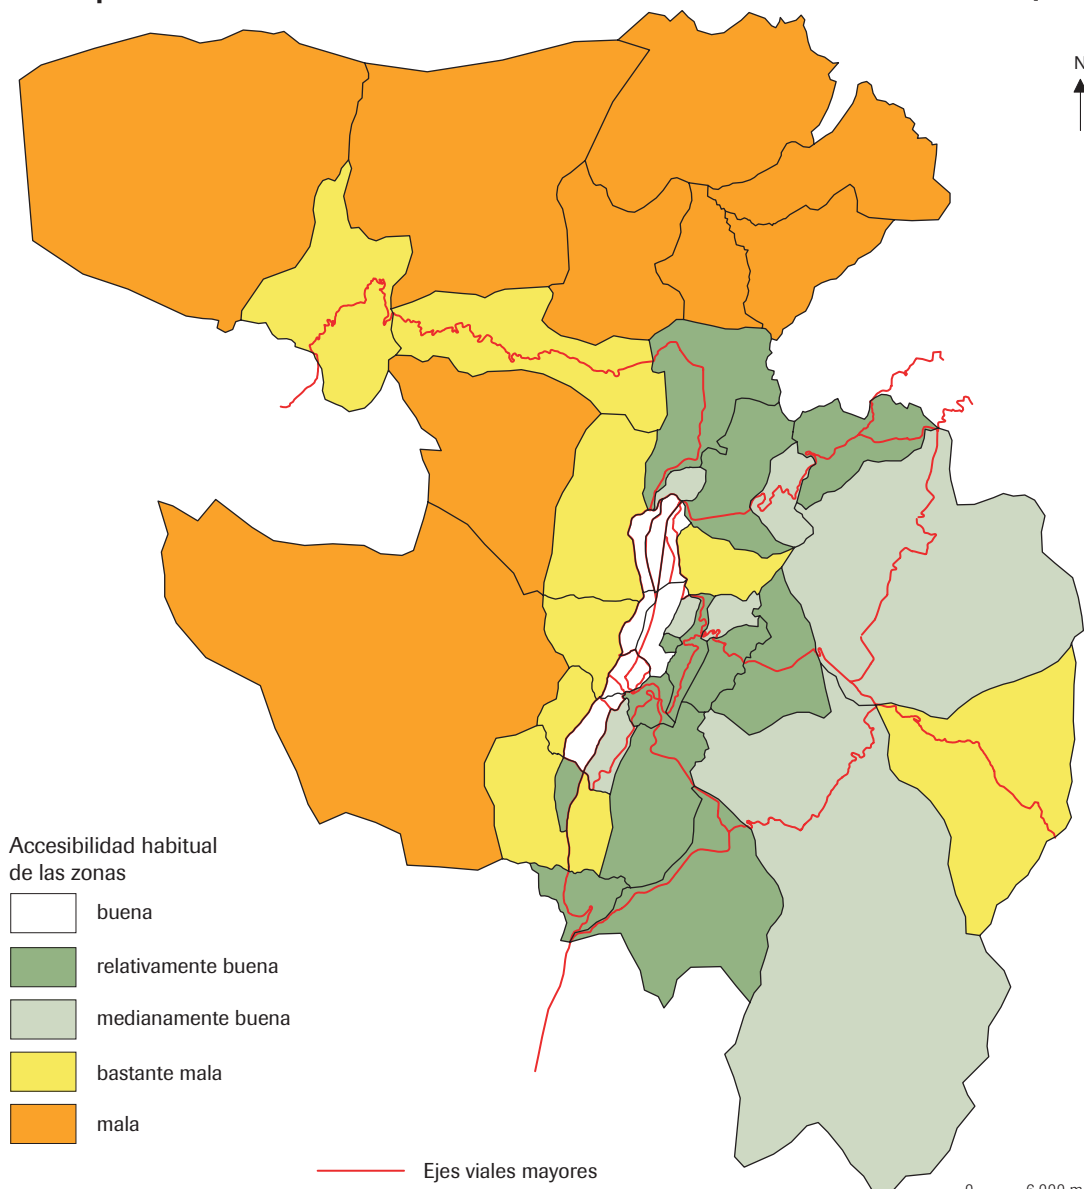 N
Accesibilidad habitual
de las zonas
buena
relativamente buena
medianamente buena
bastante mala
mala
Ejes viales mayores